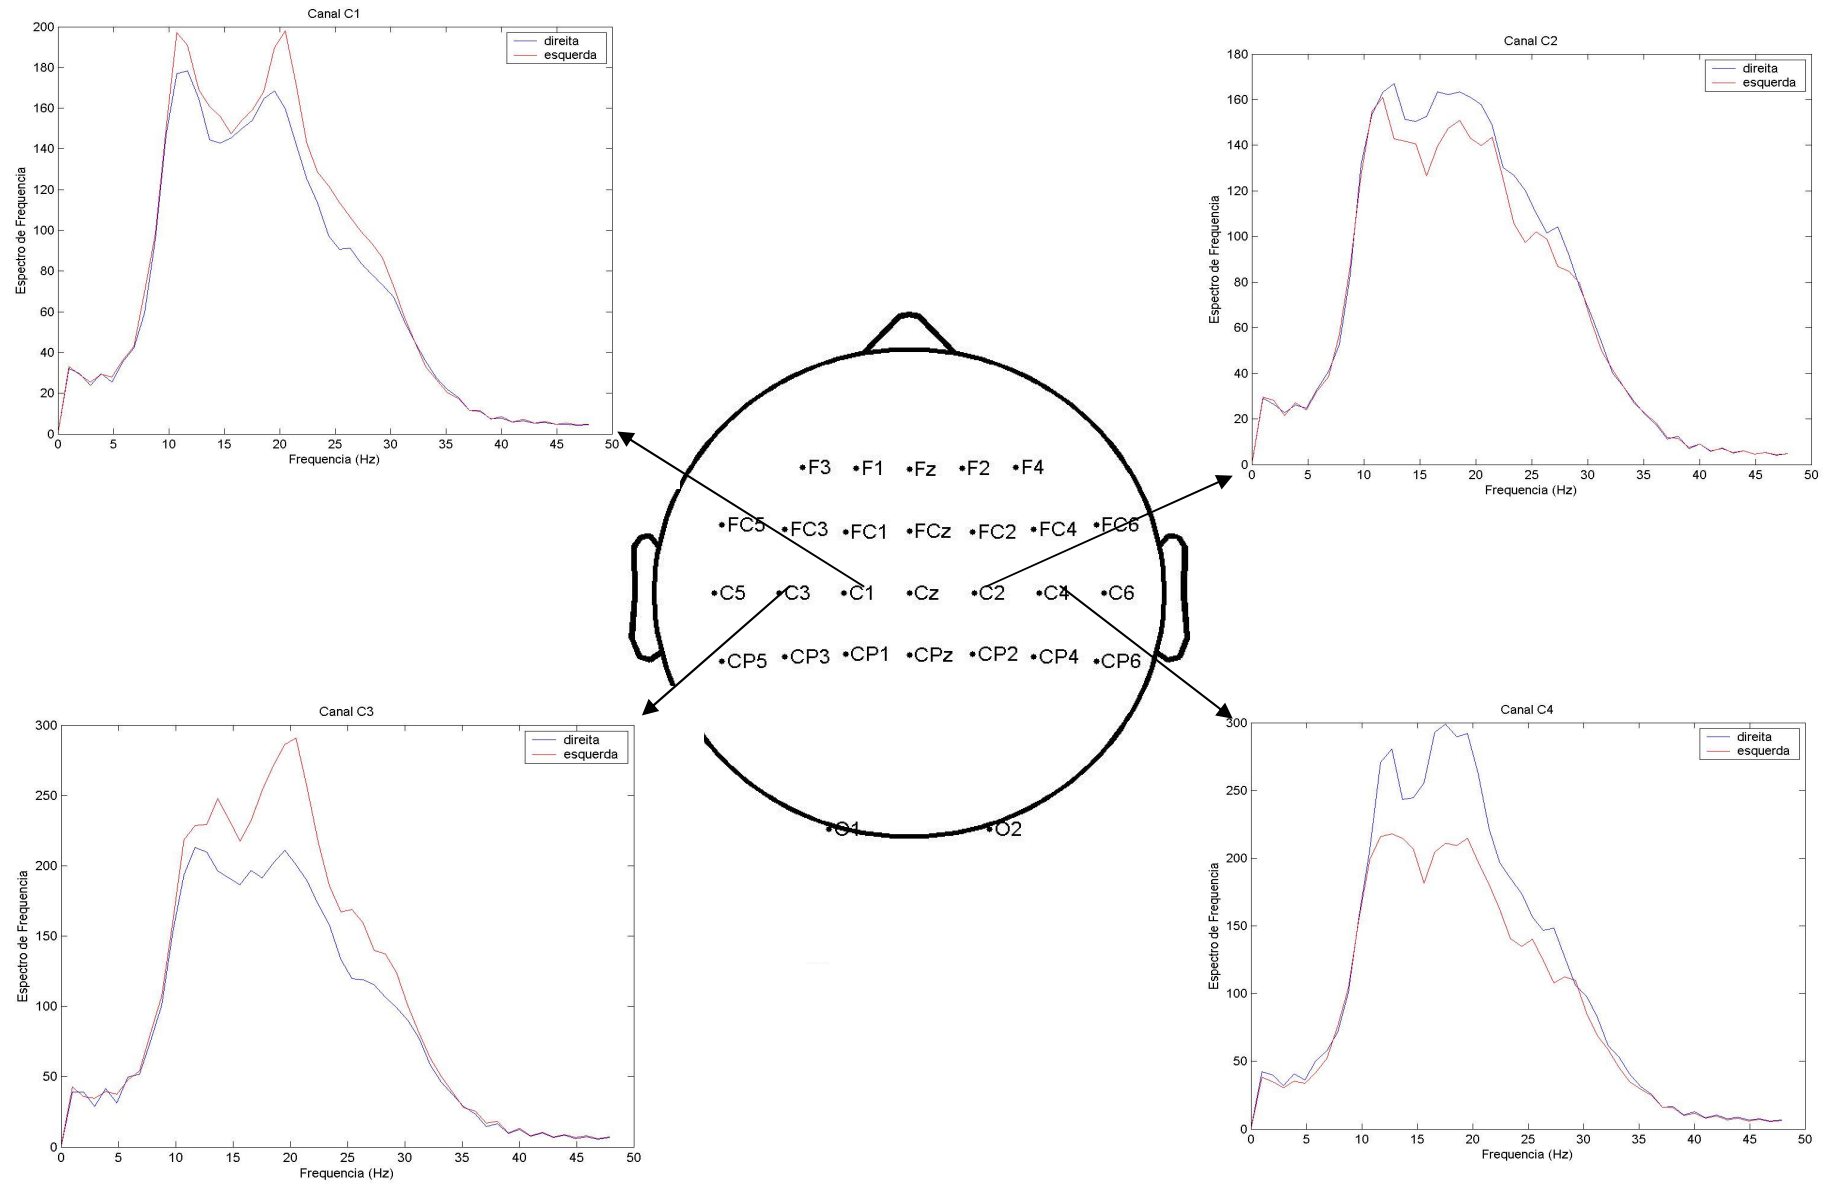 Canal C1
direita
esquerda
Espectro de Frequencia
200
180
160
140
120
100
80
60
40
20
0
0 5 10 15 20 25 30 35 40 45 50
Frequencia (Hz)
Canal C2
direita
esquerda
Espectro de Frequencia
180
160
140
120
100
80
60
40
20
0
0 5 10 15 20 25 30 35 40 45 50
Frequencia (Hz)
F3 F1 Fz F2 F4
FC5 FC3 FC1 FCz FC2 FC4 FC6
C5 C3 C1 Cz C2 C4 C6
CP5 CP3 CP1 CPz CP2 CP4 CP6
O1 O2
Canal C3
direita
esquerda
Espectro de Frequencia
300
250
200
150
100
50
0
0 5 10 15 20 25 30 35 40 45 50
Frequencia (Hz)
Canal C4
direita
esquerda
Espectro de Frequencia
300
250
200
150
100
50
0
0 5 10 15 20 25 30 35 40 45 50
Frequencia (Hz)